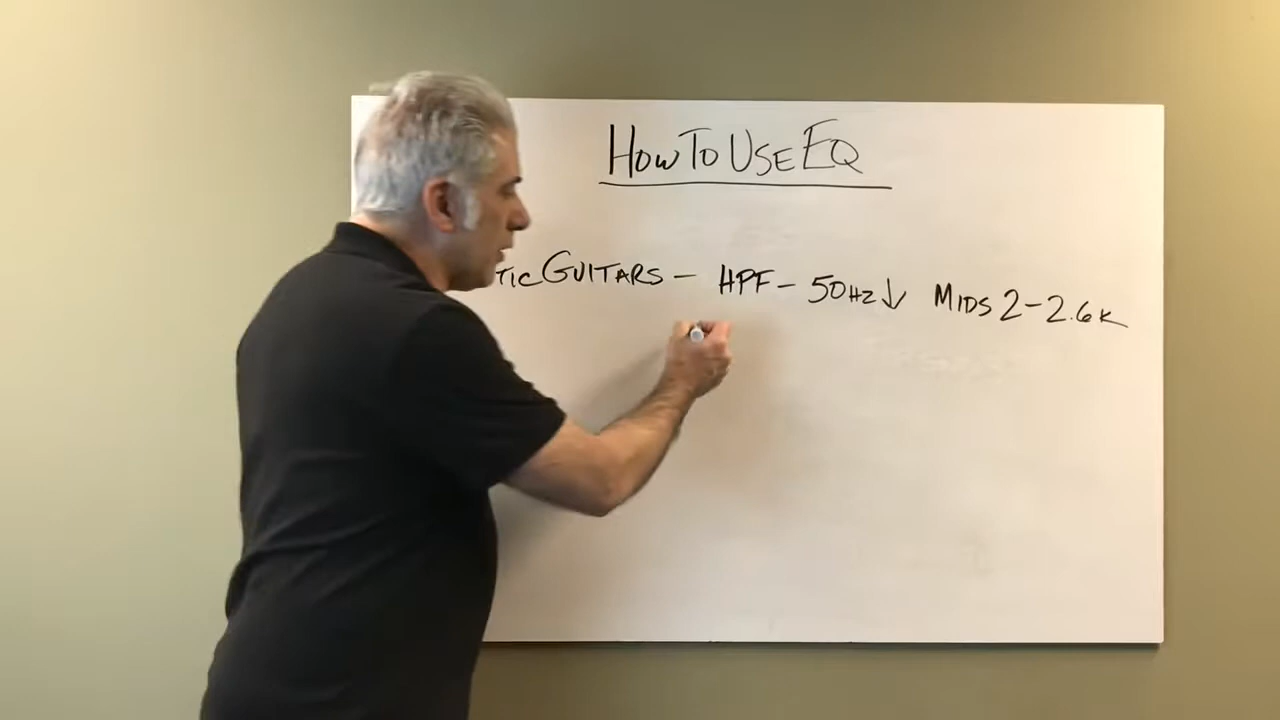 How To Use EQ
tic Guitars - HPF - 50Hz↓ Mids 2-2.6k